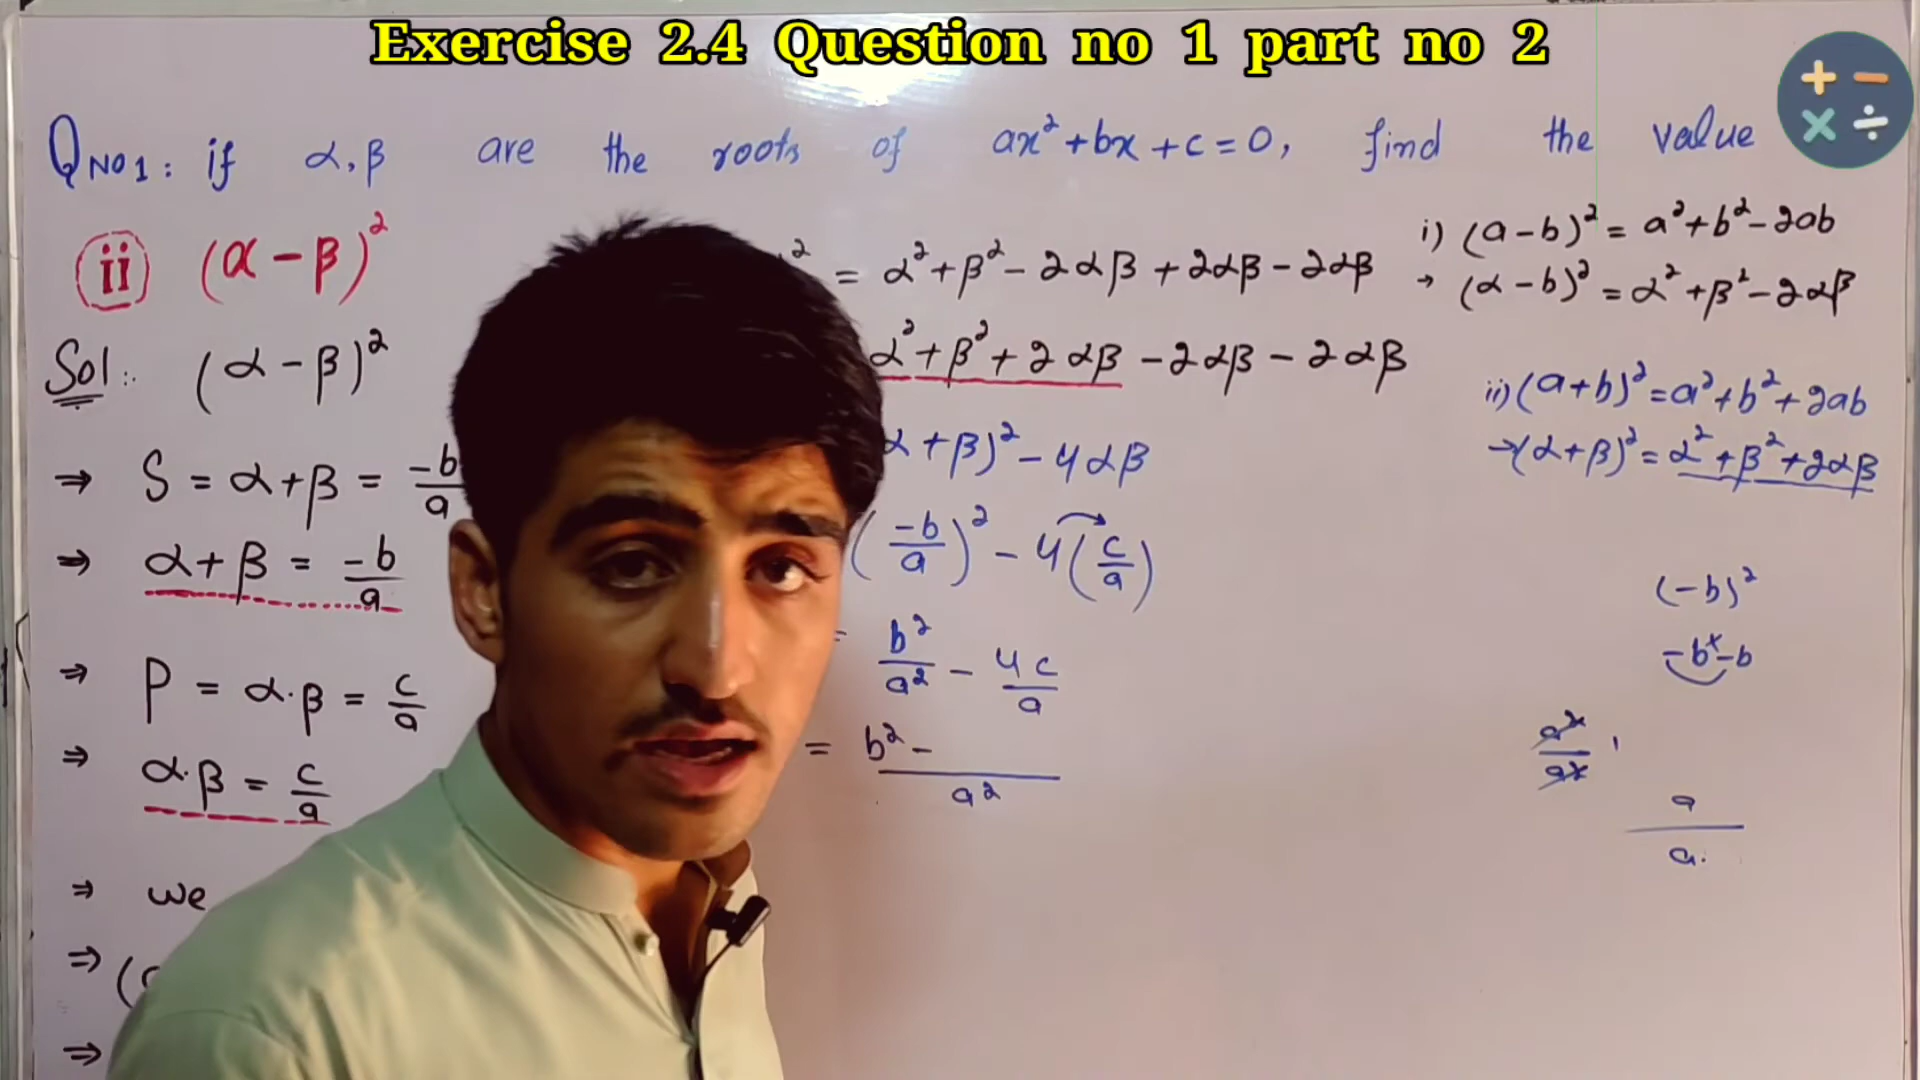 Exercise 2.4 Question no 1 part no 2
QNO1: if α, β are the roots of ax²+bx+c=0, find the value
ii (α-β)²
Sol: (α-β)²
⇒ S = α+β = -b/a
⇒ α+β = -b/a
⇒ P = α.β = c/a
⇒ α.β = c/a
⇒ we
⇒ (
⇒
² = α²+β²-2αβ+2αβ-2αβ
α²+β²+2αβ-2αβ-2αβ
α+β)²-4αβ
(-b/a)²-4(c/a)
= b²/a² - 4c/a
= b²-
a²
i) (a-b)² = a²+b²-2ab
→ (α-b)² = α²+β²-2αβ
ii) (a+b)²=a²+b²+2ab
→(α+β)²=α²+β²+2αβ
(-b)²
-b×-b
a²
a
a